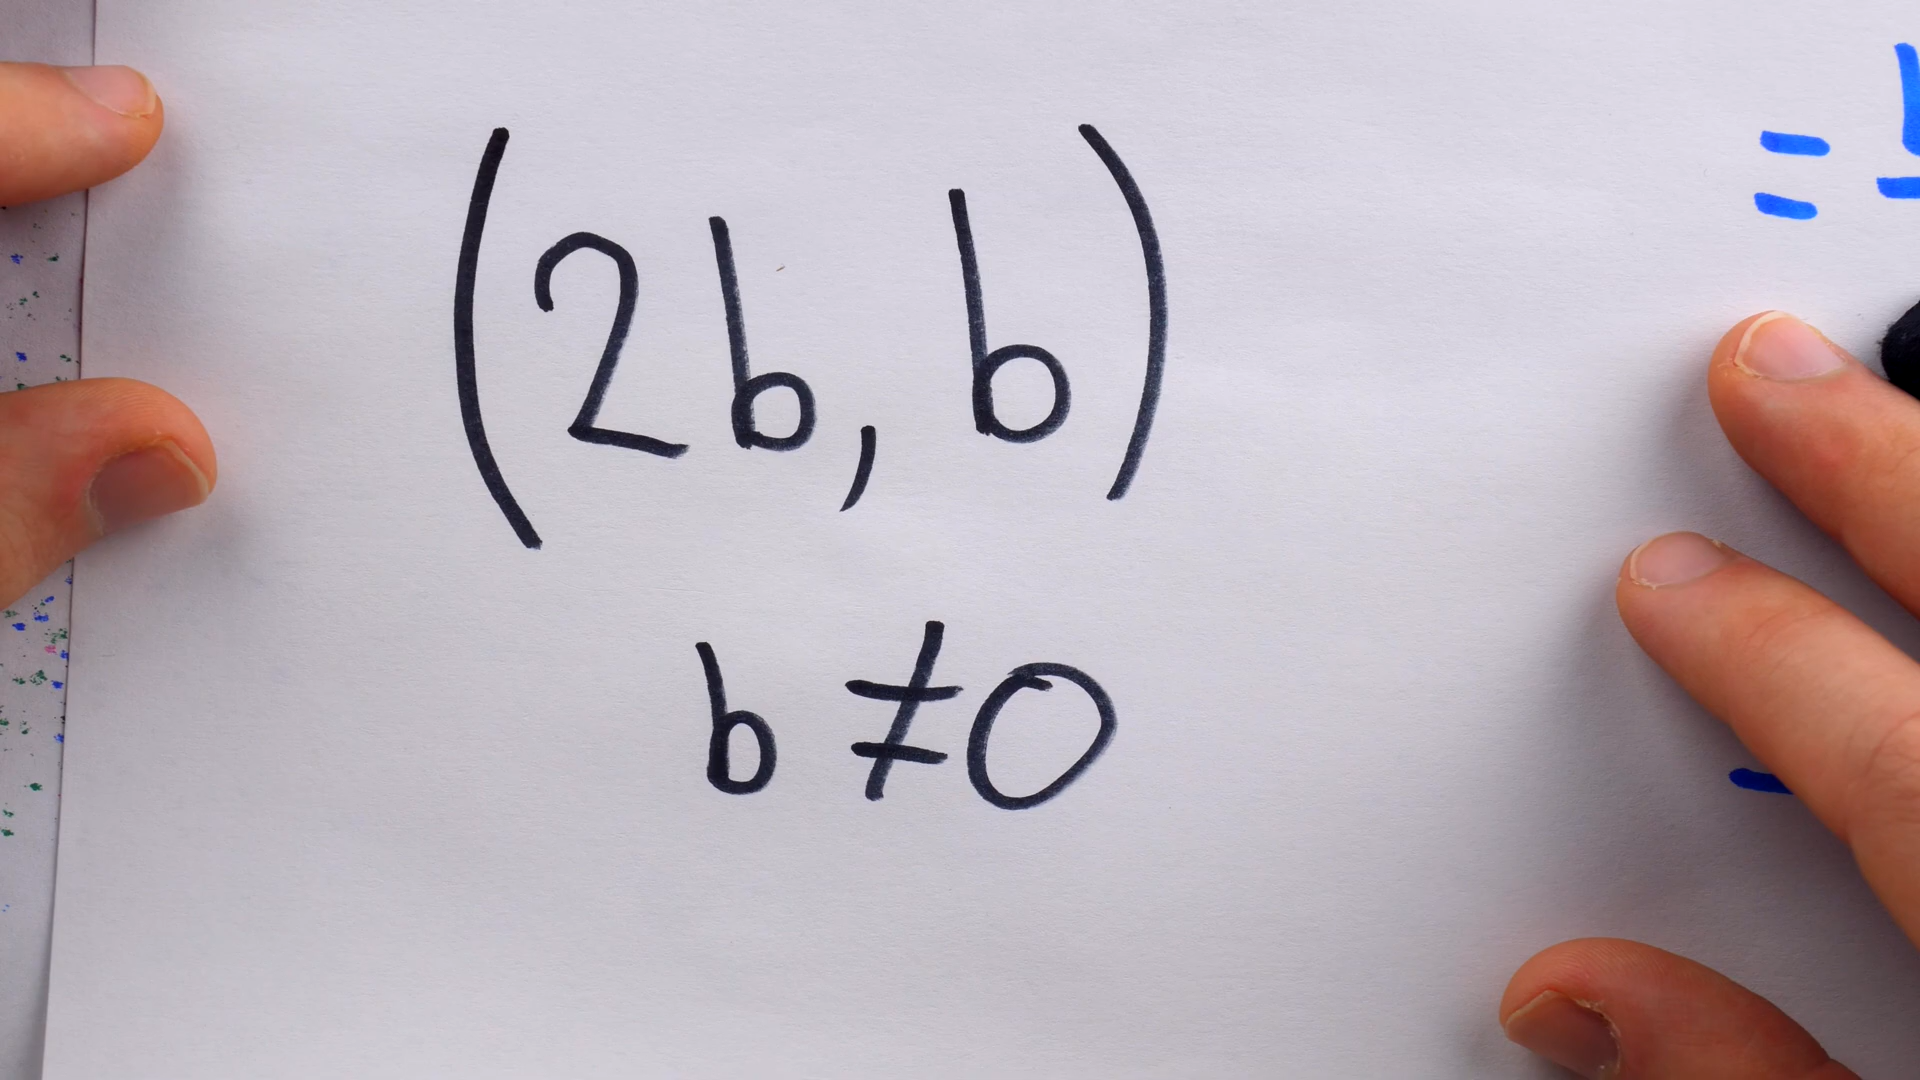 (2b, b)
b ≠ 0
=